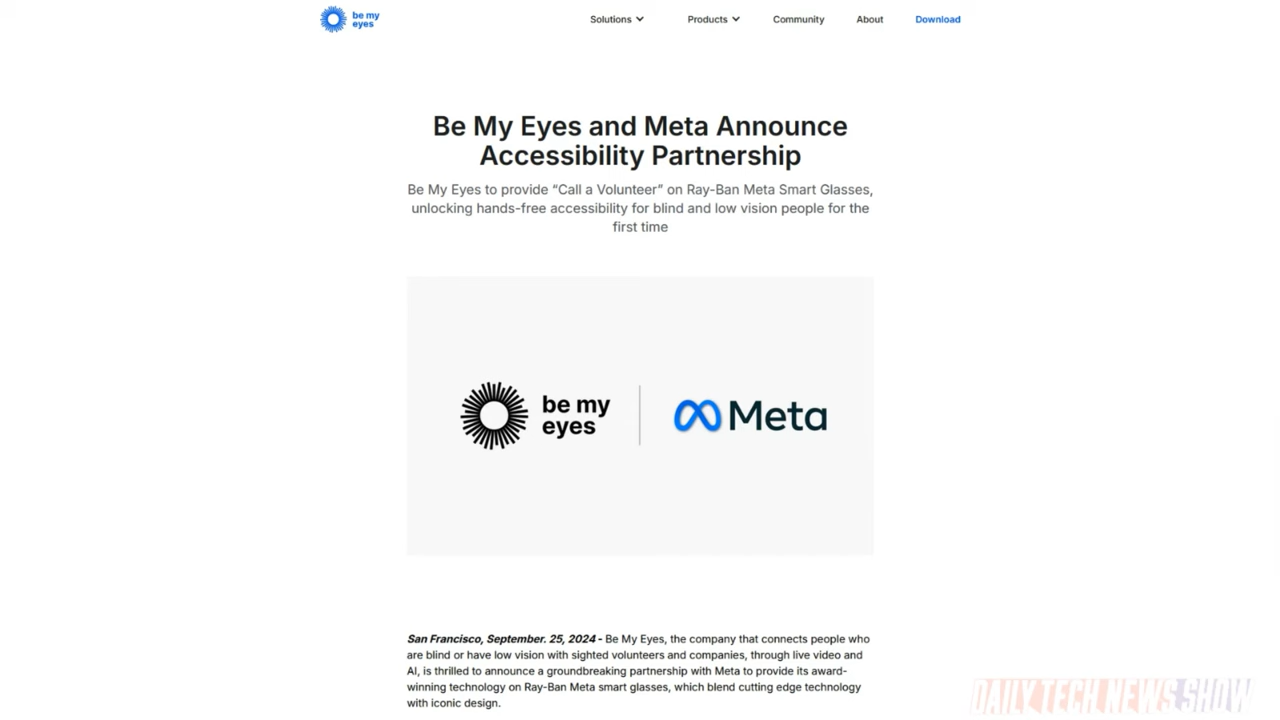 be my
eyes
Solutions
Products
Community
About
Download
Be My Eyes and Meta Announce
Accessibility Partnership
Be My Eyes to provide “Call a Volunteer” on Ray-Ban Meta Smart Glasses,
unlocking hands-free accessibility for blind and low vision people for the
first time
be my
eyes
Meta
San Francisco, September. 25, 2024 - Be My Eyes, the company that connects people who
are blind or have low vision with sighted volunteers and companies, through live video and
AI, is thrilled to announce a groundbreaking partnership with Meta to provide its award-
winning technology on Ray-Ban Meta smart glasses, which blend cutting edge technology
with iconic design.
DAILY TECH NEWS SHOW